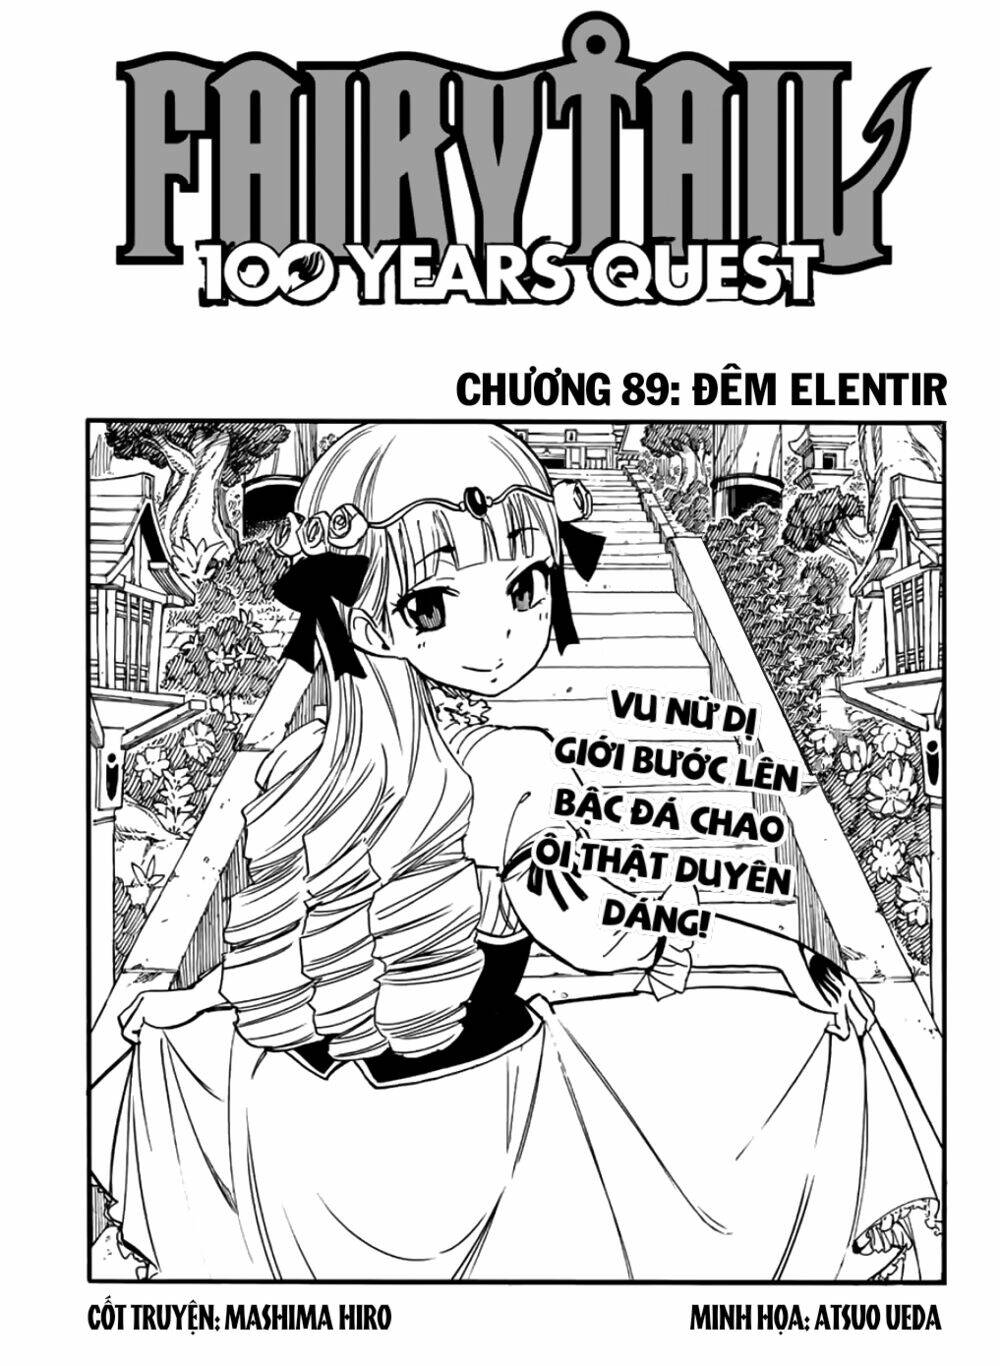 FAIRY TAIL
100 YEARS QUEST
CHƯƠNG 89: ĐÊM ELENTIR
VU NỮ DỊ
GIỚI BƯỚC LÊN
BẬC ĐÁ CHAO
ÔI THẬT DUYÊN
DÁNG!
CỐT TRUYỆN: MASHIMA HIRO
MINH HỌA: ATSUO UEDA